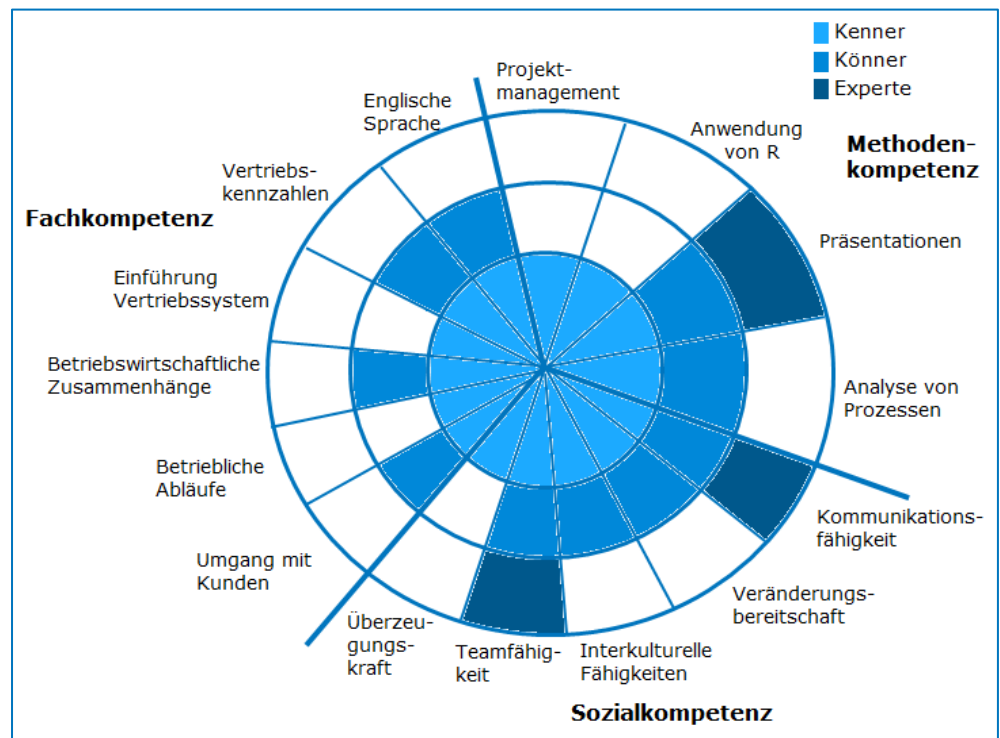 Kenner
Könner
Experte
Projekt-
management
Englische
Sprache
Anwendung
von R
Methoden-
kompetenz
Vertriebs-
kennzahlen
Fachkompetenz
Präsentationen
Einführung
Vertriebssystem
Betriebswirtschaftliche
Zusammenhänge
Analyse von
Prozessen
Betriebliche
Abläufe
Kommunikations-
fähigkeit
Umgang mit
Kunden
Veränderungs-
bereitschaft
Überzeu-
gungs-
kraft
Teamfähig-
keit
Interkulturelle
Fähigkeiten
Sozialkompetenz